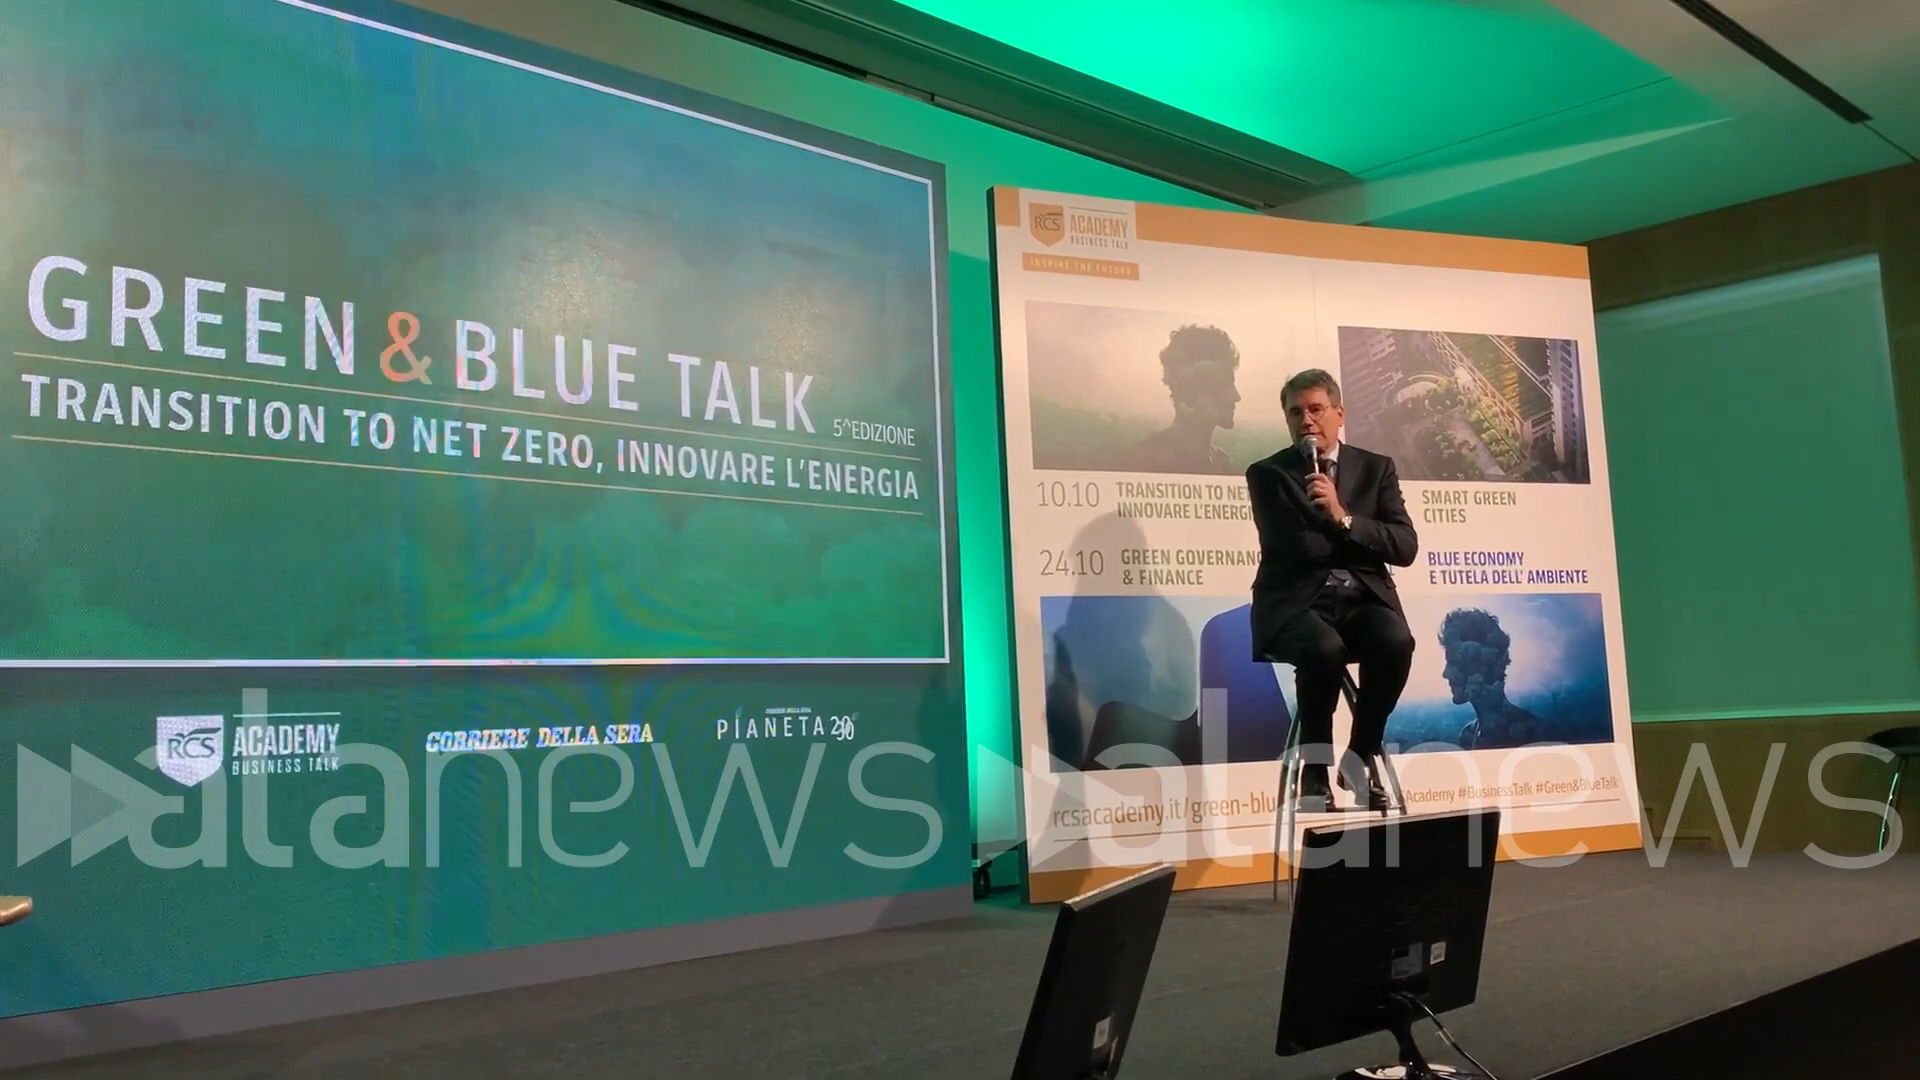 GREEN & BLUE TALK 5^EDIZIONE
TRANSITION TO NET ZERO, INNOVARE L'ENERGIA
RCS ACADEMY
BUSINESS TALK
CORRIERE DELLA SERA
CORRIERE DELLA SERA
PIANETA 2030
RCS ACADEMY
BUSINESS TALK
INSPIRE THE FUTURE
10.10 TRANSITION TO NET
INNOVARE L'ENERGI
SMART GREEN
CITIES
24.10 GREEN GOVERNANC
& FINANCE
BLUE ECONOMY
E TUTELA DELL' AMBIENTE
rcsacademy.it/green-blu
Academy #BusinessTalk #Green&BlueTalk
alanews alanews